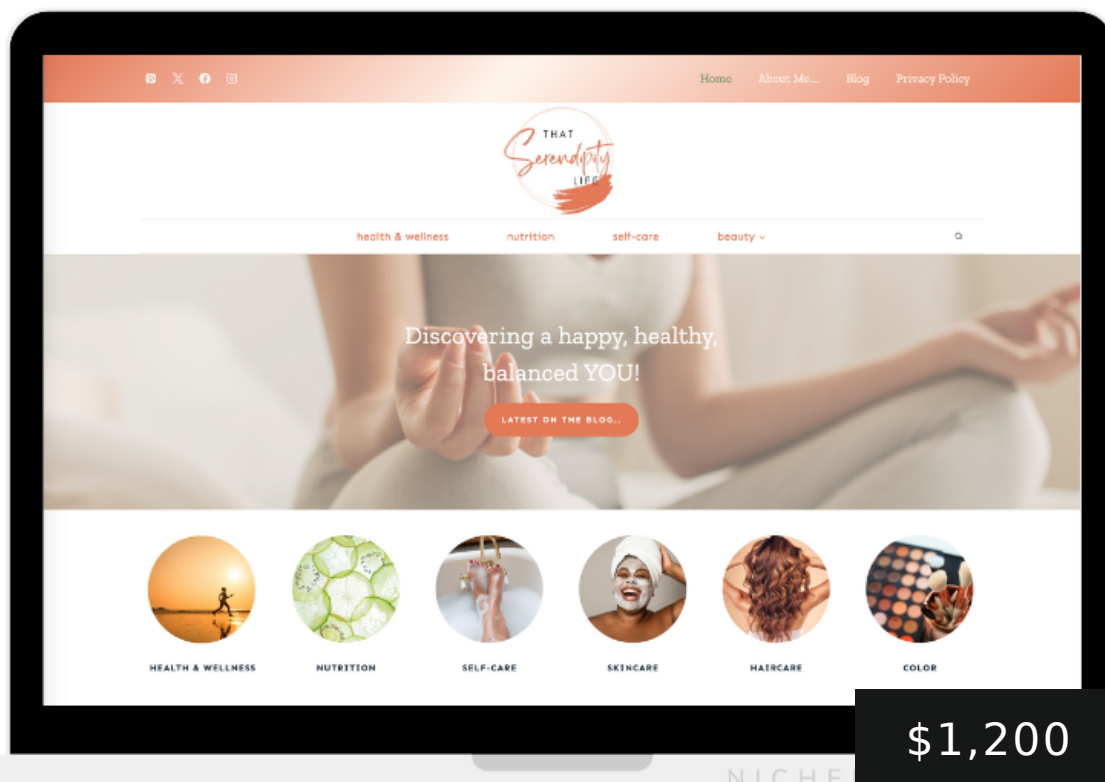 Home About Me... Blog Privacy Policy
THAT
Serendipity
LIFE
health & wellness nutrition self-care beauty
Discovering a happy, healthy,
balanced YOU!
LATEST ON THE BLOG..
HEALTH & WELLNESS NUTRITION SELF-CARE SKINCARE HAIRCARE COLOR
$1,200